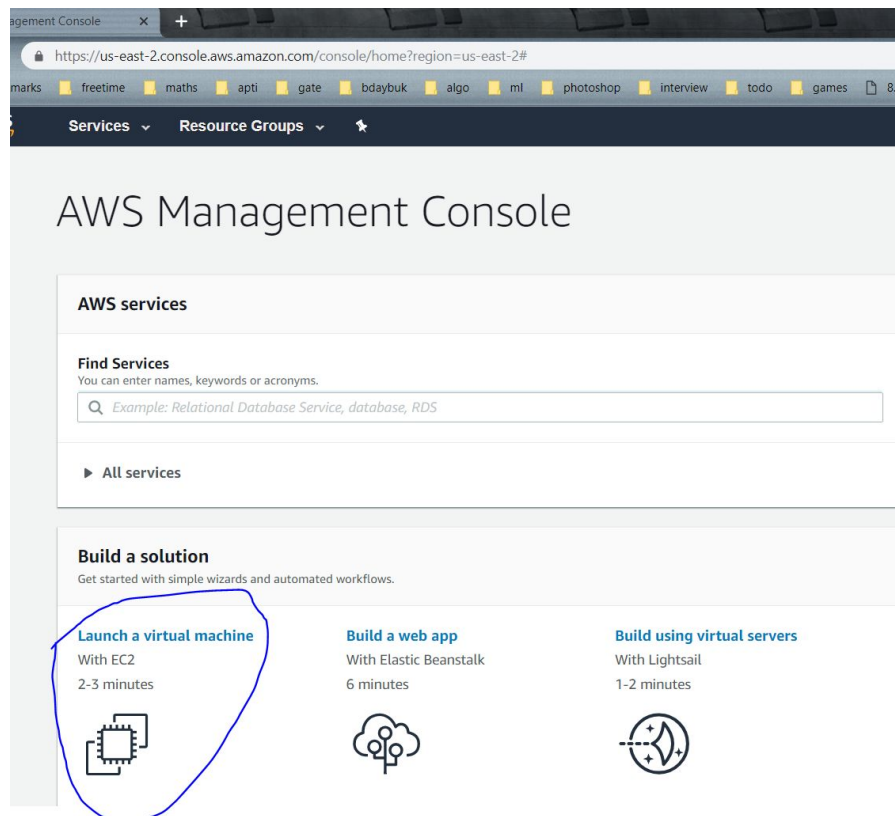 agement Console
https://us-east-2.console.aws.amazon.com/console/home?region=us-east-2#
marks freetime maths apti gate bdaybuk algo ml photoshop interview todo games 8.
Services Resource Groups
AWS Management Console
AWS services
Find Services
You can enter names, keywords or acronyms.
Example: Relational Database Service, database, RDS
All services
Build a solution
Get started with simple wizards and automated workflows.
Launch a virtual machine Build a web app Build using virtual servers
With EC2 With Elastic Beanstalk With Lightsail
2-3 minutes 6 minutes 1-2 minutes